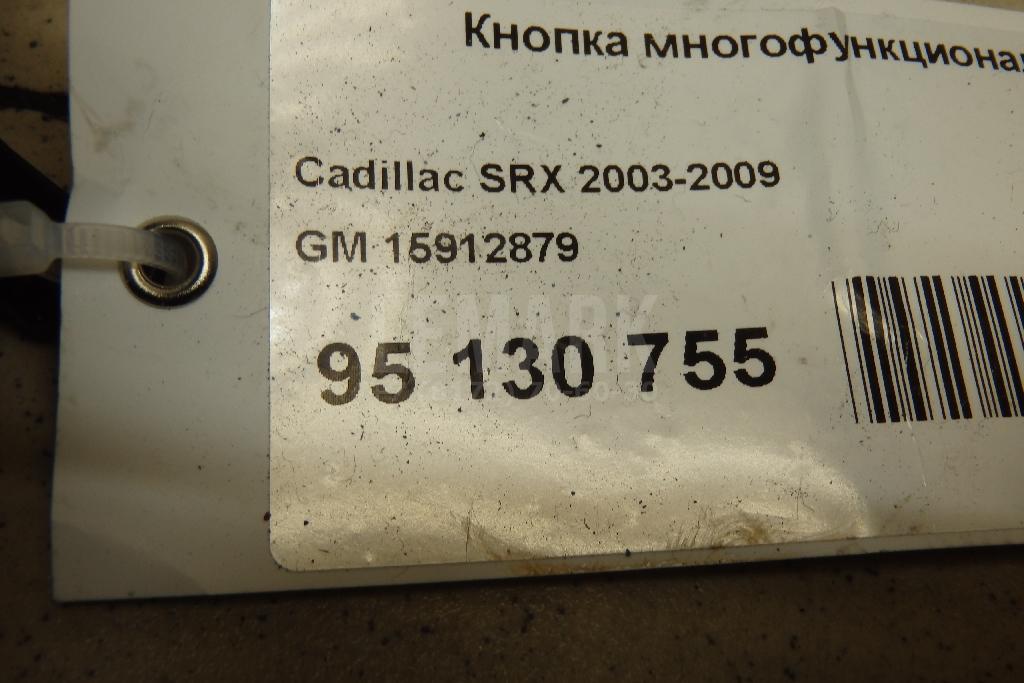 Кнопка многофункциона
Cadillac SRX 2003-2009
GM 15912879
95 130 755